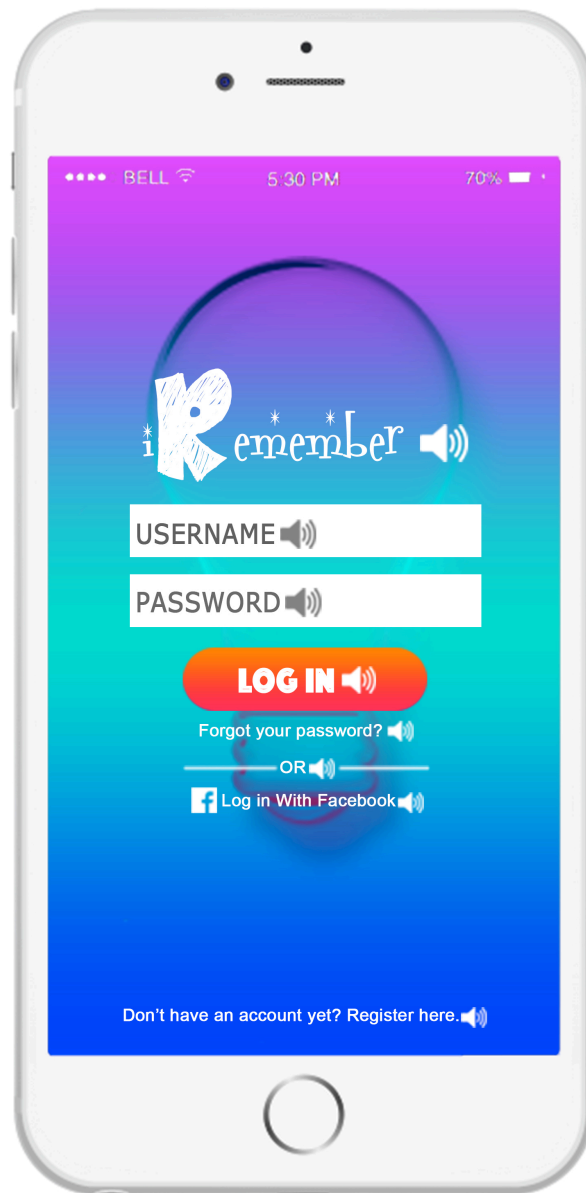 BELL 5:30 PM 70%
iRemember
USERNAME
PASSWORD
LOG IN
Forgot your password?
OR
f Log in With Facebook
Don't have an account yet? Register here.